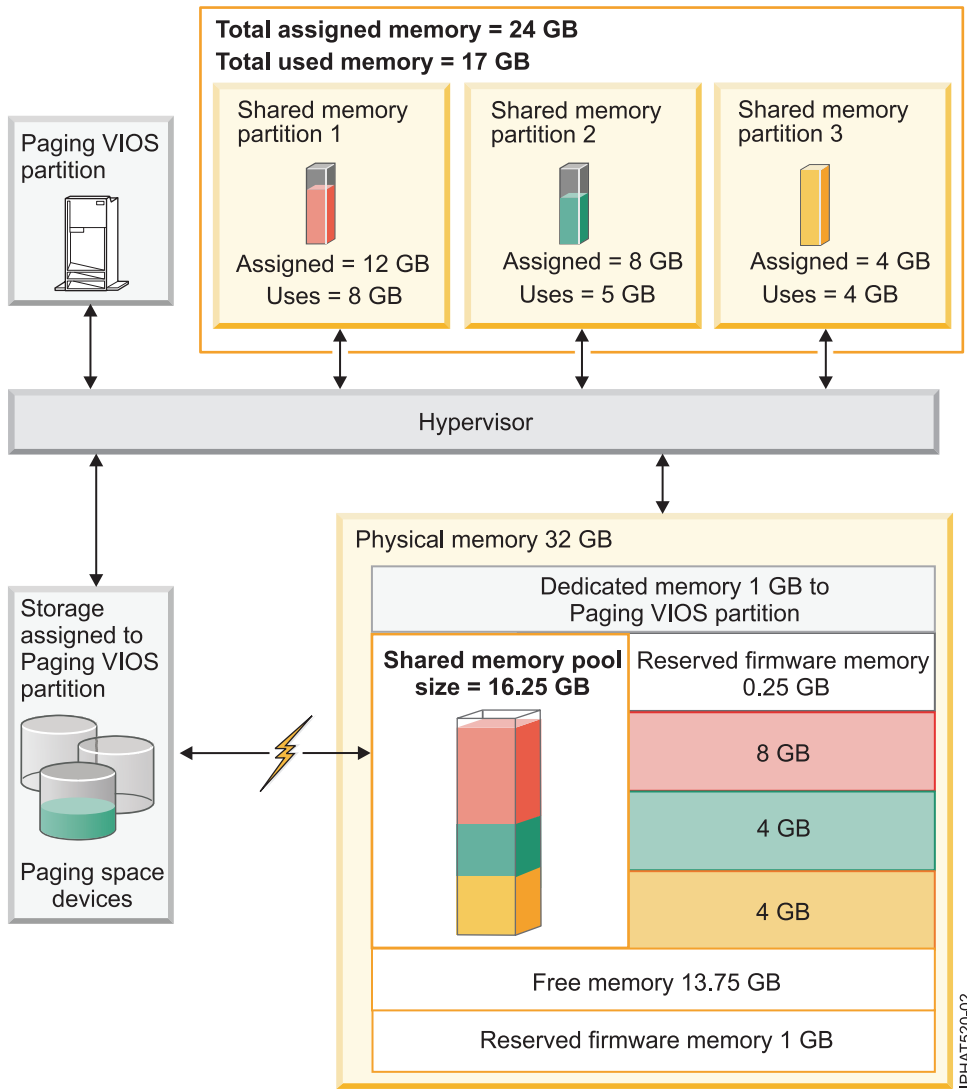 Total assigned memory = 24 GB
Total used memory = 17 GB
Shared memory
partition 1
Assigned = 12 GB
Uses = 8 GB
Shared memory
partition 2
Assigned = 8 GB
Uses = 5 GB
Shared memory
partition 3
Assigned = 4 GB
Uses = 4 GB
Paging VIOS
partition
Hypervisor
Storage
assigned to
Paging VIOS
partition
Paging space
devices
Physical memory 32 GB
Dedicated memory 1 GB to
Paging VIOS partition
Shared memory pool
size = 16.25 GB
Reserved firmware memory
0.25 GB
8 GB
4 GB
4 GB
Free memory 13.75 GB
Reserved firmware memory 1 GB
IPHAT520-02